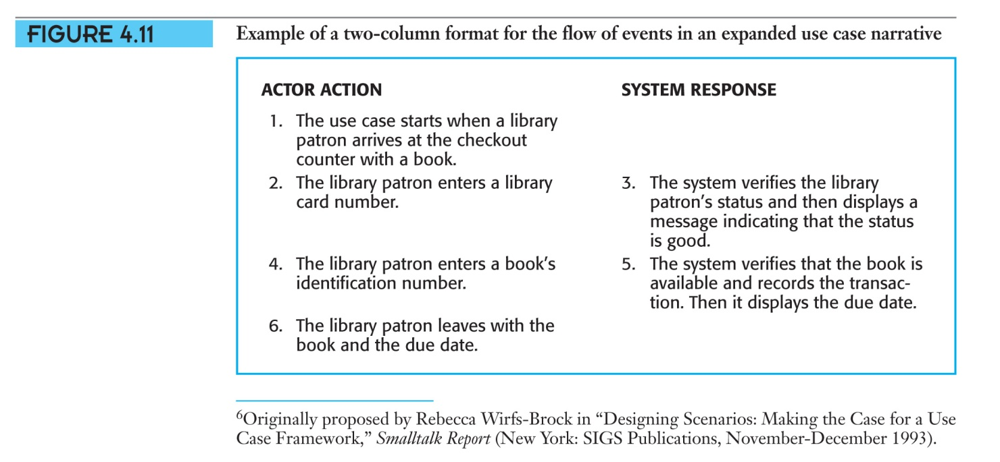 FIGURE 4.11
Example of a two-column format for the flow of events in an expanded use case narrative
ACTOR ACTION
SYSTEM RESPONSE
1. The use case starts when a library
patron arrives at the checkout
counter with a book.
2. The library patron enters a library
card number.
3. The system verifies the library
patron’s status and then displays a
message indicating that the status
is good.
4. The library patron enters a book’s
identification number.
5. The system verifies that the book is
available and records the transac-
tion. Then it displays the due date.
6. The library patron leaves with the
book and the due date.
⁶Originally proposed by Rebecca Wirfs-Brock in “Designing Scenarios: Making the Case for a Use
Case Framework,” Smalltalk Report (New York: SIGS Publications, November-December 1993).